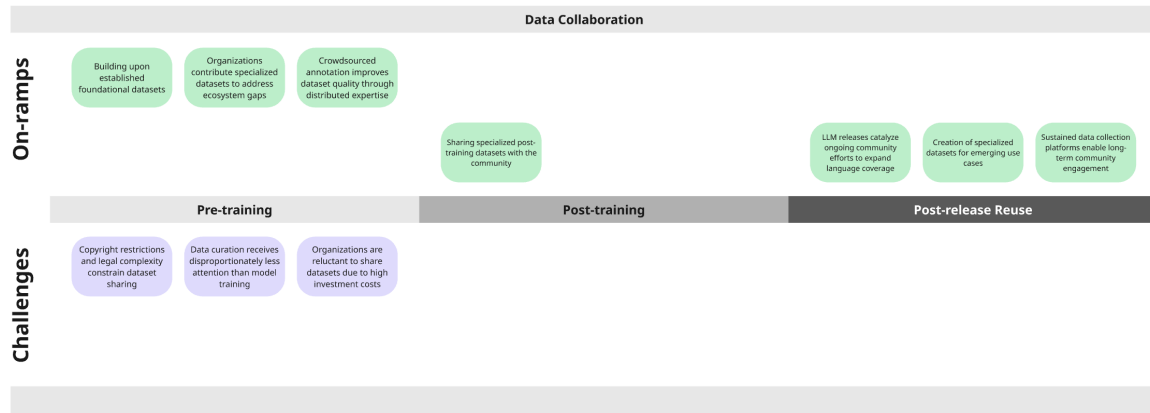 Data Collaboration
On-ramps
Building upon
established
foundational datasets
Organizations
contribute specialized
datasets to address
ecosystem gaps
Crowdsourced
annotation improves
dataset quality through
distributed expertise
Sharing specialized post-
training datasets with the
community
LLM releases catalyze
ongoing community
efforts to expand
language coverage
Creation of specialized
datasets for emerging use
cases
Sustained data collection
platforms enable long-
term community
engagement
Pre-training
Post-training
Post-release Reuse
Challenges
Copyright restrictions
and legal complexity
constrain dataset
sharing
Data curation receives
disproportionately less
attention than model
training
Organizations are
reluctant to share
datasets due to high
investment costs